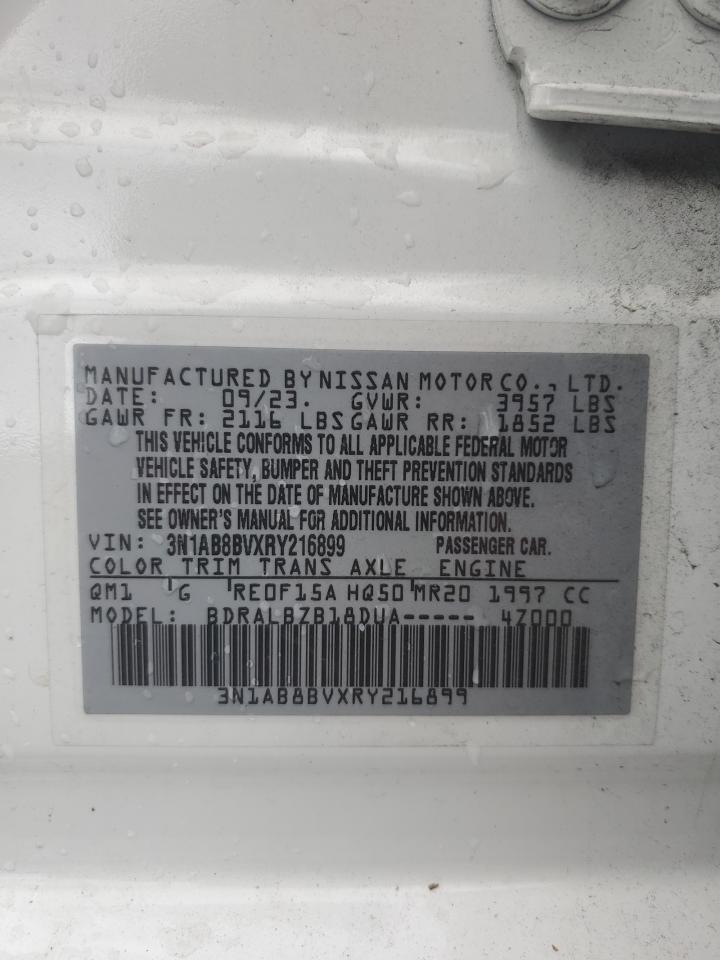 MANUFACTURED BY NISSAN MOTOR CO., LTD.
DATE: 09/23. GVWR: 3957 LBS
GAWR FR: 2116 LBS GAWR RR: 1852 LBS
THIS VEHICLE CONFORMS TO ALL APPLICABLE FEDERAL MOTOR
VEHICLE SAFETY, BUMPER AND THEFT PREVENTION STANDARDS
IN EFFECT ON THE DATE OF MANUFACTURE SHOWN ABOVE.
SEE OWNER'S MANUAL FOR ADDITIONAL INFORMATION.
VIN: 3N1AB8BVXRY216899 PASSENGER CAR.
COLOR TRIM TRANS AXLE ENGINE
QM1 G RE0F15A HQ50 MR20 1997 CC
MODEL: BDRALBZB18DUA----- 4Z000
3N1AB8BVXRY216899